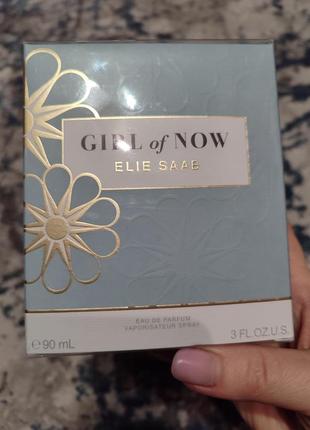 GIRL of NOW
ELIE SAAB
EAU DE PARFUM
VAPORISATEUR SPRAY
℮ 90 mL
3 FL.OZ.U.S.